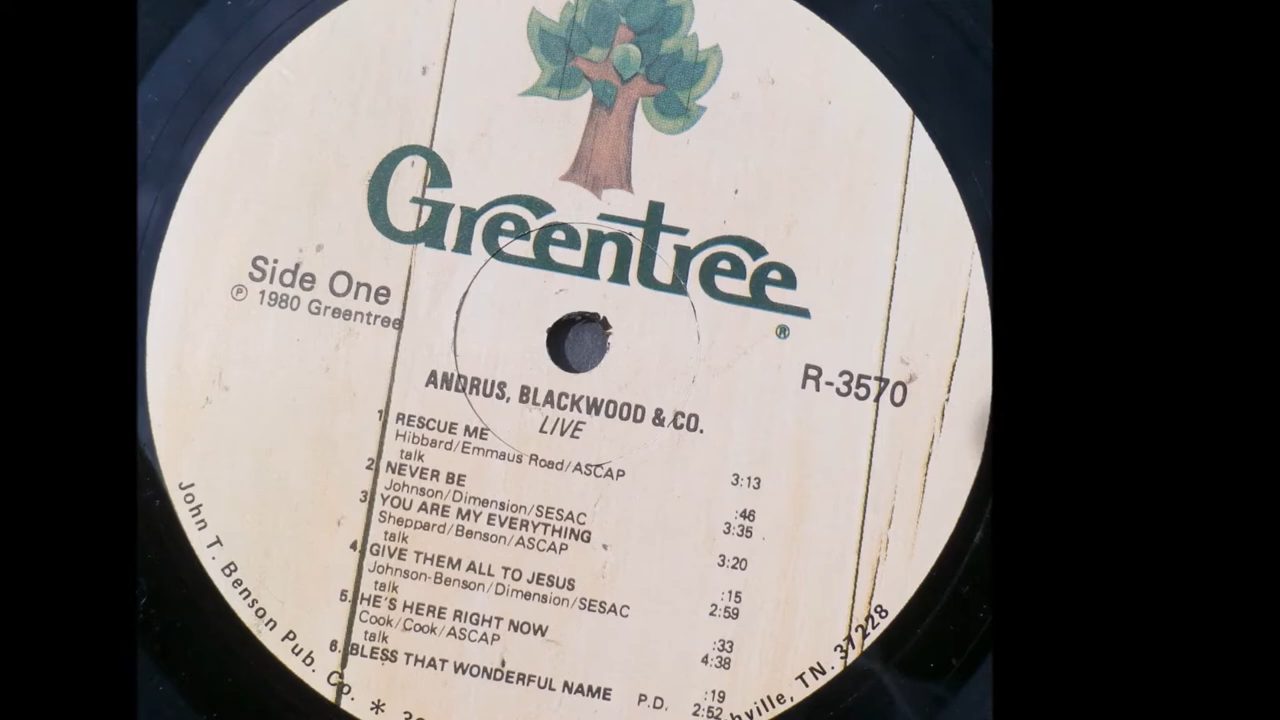 Greentree
®
Side One
℗ 1980 Greentree
R-3570
ANDRUS, BLACKWOOD & CO.
LIVE
1. RESCUE ME 3:13
Hibbard/Emmaus Road/ASCAP
talk :46
2. NEVER BE 3:35
Johnson/Dimension/SESAC
3. YOU ARE MY EVERYTHING 3:20
Sheppard/Benson/ASCAP
talk :15
4. GIVE THEM ALL TO JESUS 2:59
Johnson-Benson/Dimension/SESAC
talk :33
5. HE'S HERE RIGHT NOW 4:38
Cook/Cook/ASCAP
talk :19
6. BLESS THAT WONDERFUL NAME P.D. 2:52
John T. Benson Pub. Co. * TN. 37228